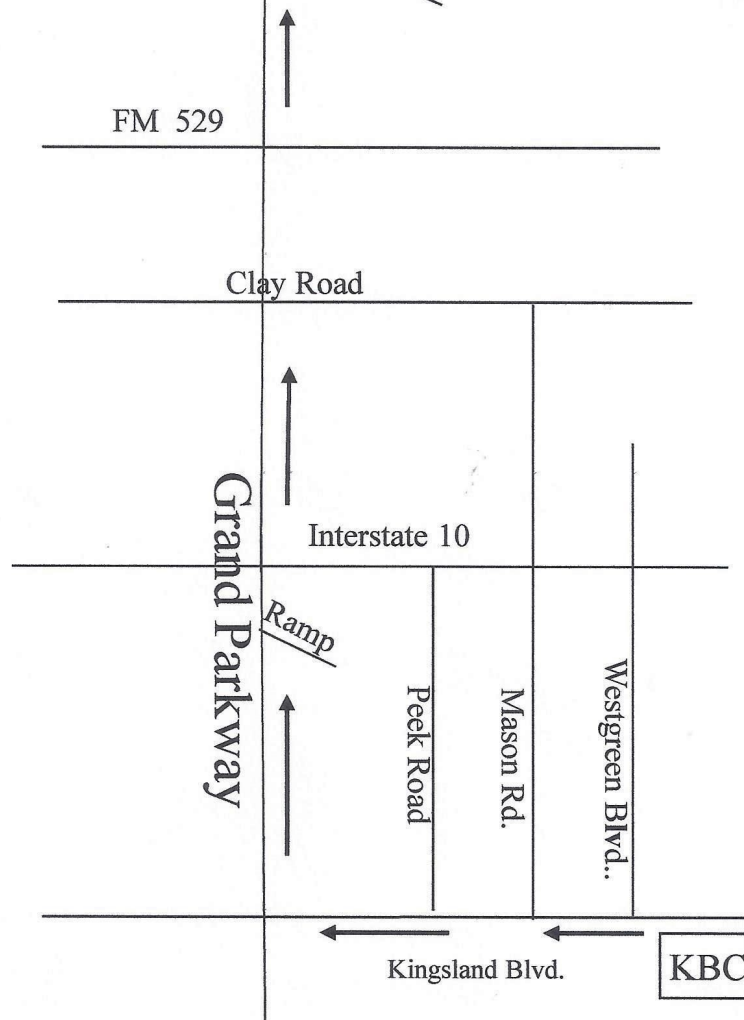 FM 529
Clay Road
Interstate 10
Grand Parkway
Ramp
Peek Road
Mason Rd.
Westgreen Blvd..
Kingsland Blvd.
KBC